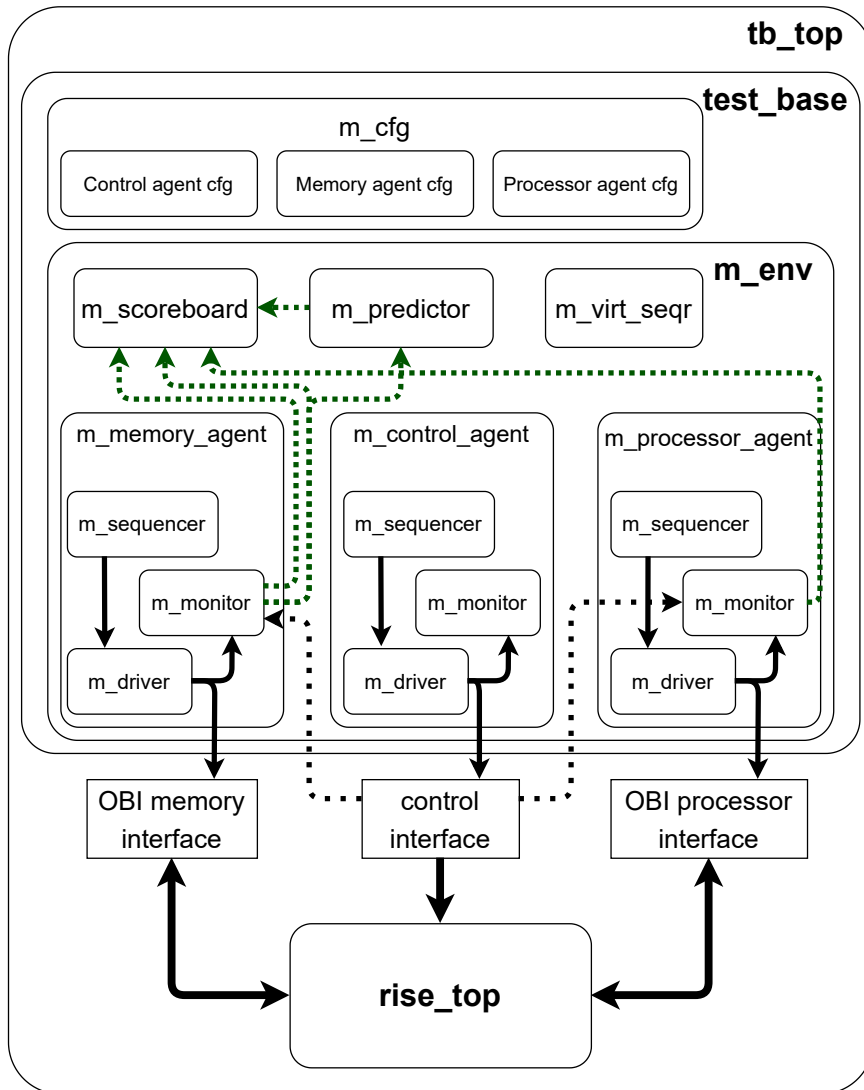 tb_top
test_base
m_cfg
Control agent cfg
Memory agent cfg
Processor agent cfg
m_env
m_scoreboard
m_predictor
m_virt_seqr
m_memory_agent
m_control_agent
m_processor_agent
m_sequencer
m_sequencer
m_sequencer
m_monitor
m_monitor
m_monitor
m_driver
m_driver
m_driver
OBI memory
interface
control
interface
OBI processor
interface
rise_top